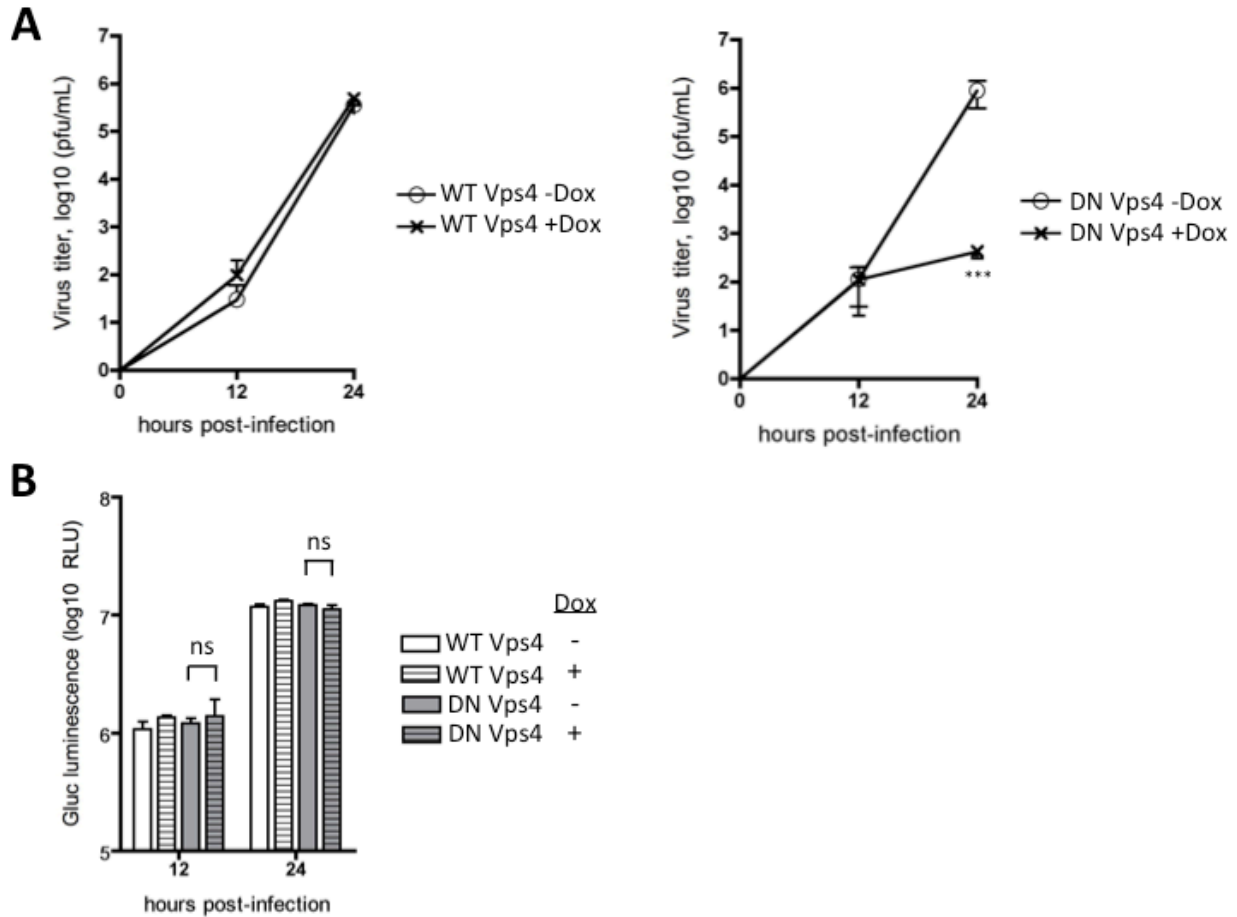 A
7
6
5
4
3
2
1
0
Virus titer, log10 (pfu/mL)
0 12 24
hours post-infection
WT Vps4 -Dox
WT Vps4 +Dox
7
6
5
4
3
2
1
0
Virus titer, log10 (pfu/mL)
***
0 12 24
hours post-infection
DN Vps4 -Dox
DN Vps4 +Dox
B
8
7
6
5
Gluc luminescence (log10 RLU)
ns
ns
12 24
hours post-infection
Dox
WT Vps4 -
WT Vps4 +
DN Vps4 -
DN Vps4 +